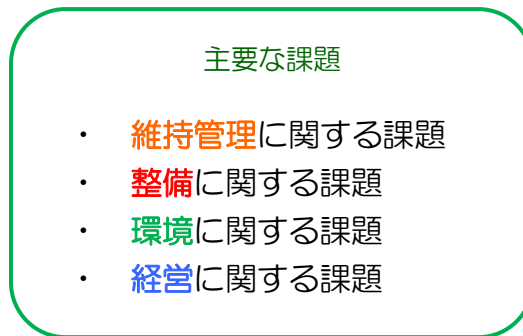 主要な課題
・ 維持管理に関する課題
・ 整備に関する課題
・ 環境に関する課題
・ 経営に関する課題